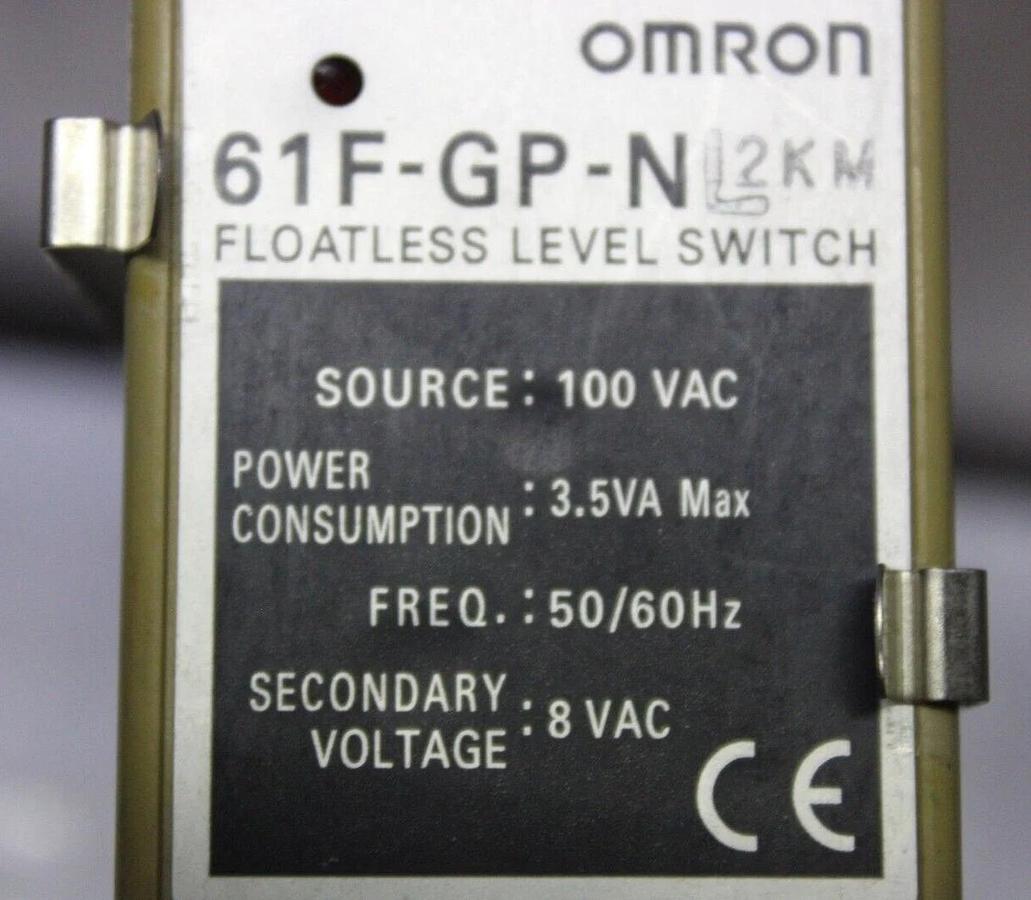 OMRON
61F-GP-NL2KM
FLOATLESS LEVEL SWITCH
SOURCE: 100 VAC
POWER
CONSUMPTION : 3.5VA Max
FREQ. : 50/60Hz
SECONDARY
VOLTAGE : 8 VAC
CE